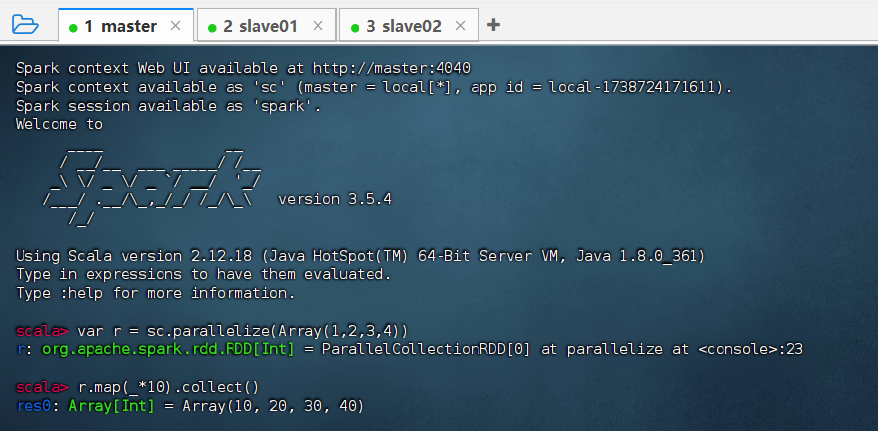 1 master × 2 slave01 × 3 slave02 × +
Spark context Web UI available at http://master:4040
Spark context available as 'sc' (master = local[*], app id = local-1738724171611).
Spark session available as 'spark'.
Welcome to
      ____              __
     / __/__  ___ _____/ /__
    _\ \/ _ \/ _ `/ __/  '_/
   /___/ .__/\_,_/_/ /_/\_\   version 3.5.4
      /_/
Using Scala version 2.12.18 (Java HotSpot(TM) 64-Bit Server VM, Java 1.8.0_361)
Type in expressions to have them evaluated.
Type :help for more information.
scala> var r = sc.parallelize(Array(1,2,3,4))
r: org.apache.spark.rdd.RDD[Int] = ParallelCollectionRDD[0] at parallelize at <console>:23
scala> r.map(_*10).collect()
res0: Array[Int] = Array(10, 20, 30, 40)